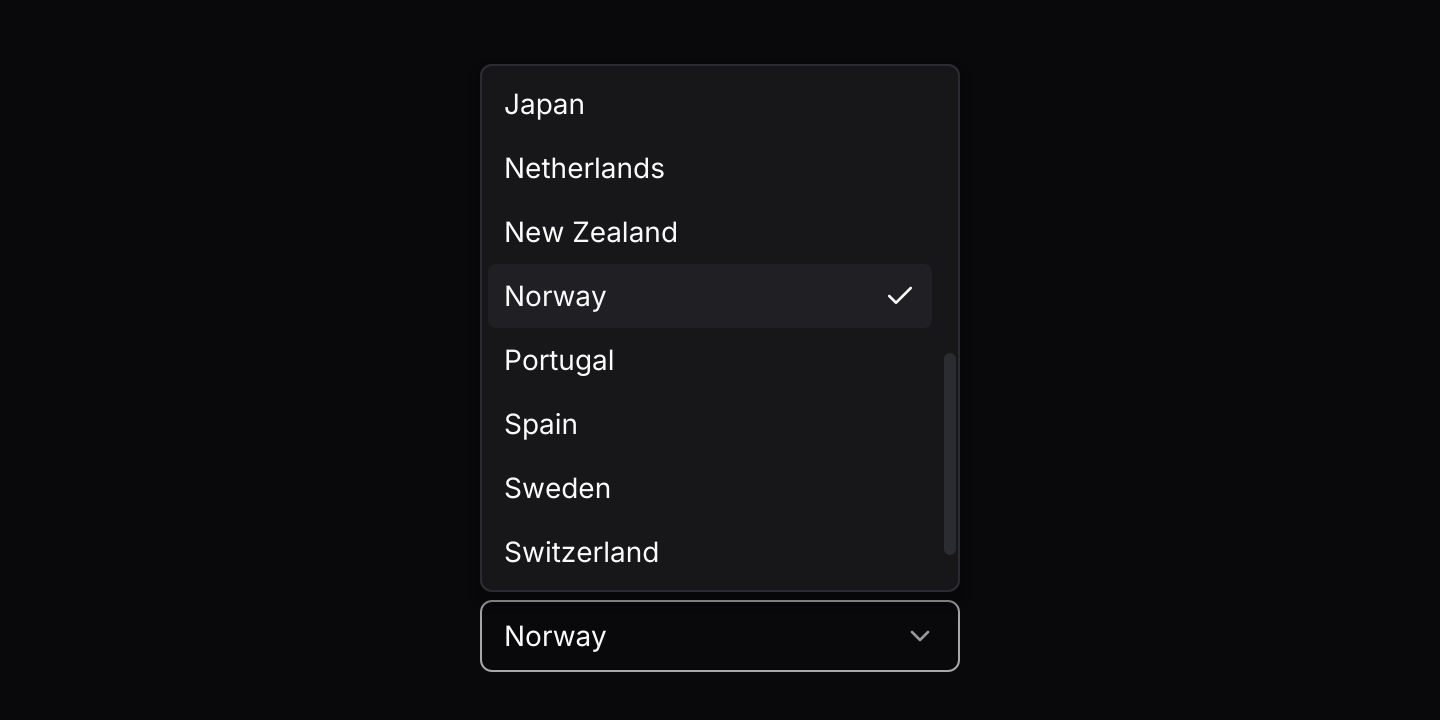 Japan
Netherlands
New Zealand
Norway
Portugal
Spain
Sweden
Switzerland
Norway